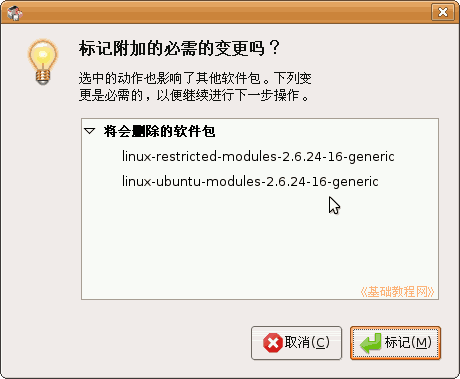 标记附加的必需的变更吗？
选中的动作也影响了其他软件包。下列变
更是必需的，以便继续进行下一步操作。
将会删除的软件包
linux-restricted-modules-2.6.24-16-generic
linux-ubuntu-modules-2.6.24-16-generic
《基础教程网》
取消(C) 标记(M)